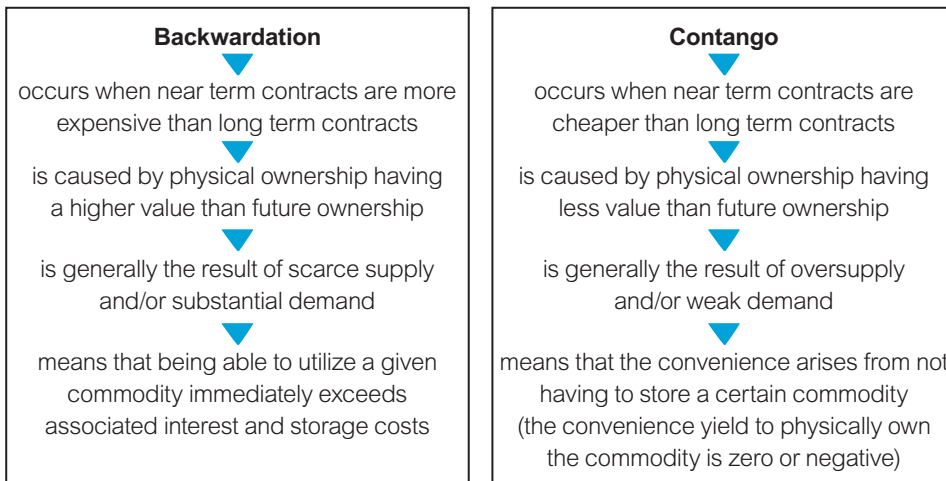 Backwardation
occurs when near term contracts are more
expensive than long term contracts
is caused by physical ownership having
a higher value than future ownership
is generally the result of scarce supply
and/or substantial demand
means that being able to utilize a given
commodity immediately exceeds
associated interest and storage costs
Contango
occurs when near term contracts are
cheaper than long term contracts
is caused by physical ownership having
less value than future ownership
is generally the result of oversupply
and/or weak demand
means that the convenience arises from not
having to store a certain commodity
(the convenience yield to physically own
the commodity is zero or negative)